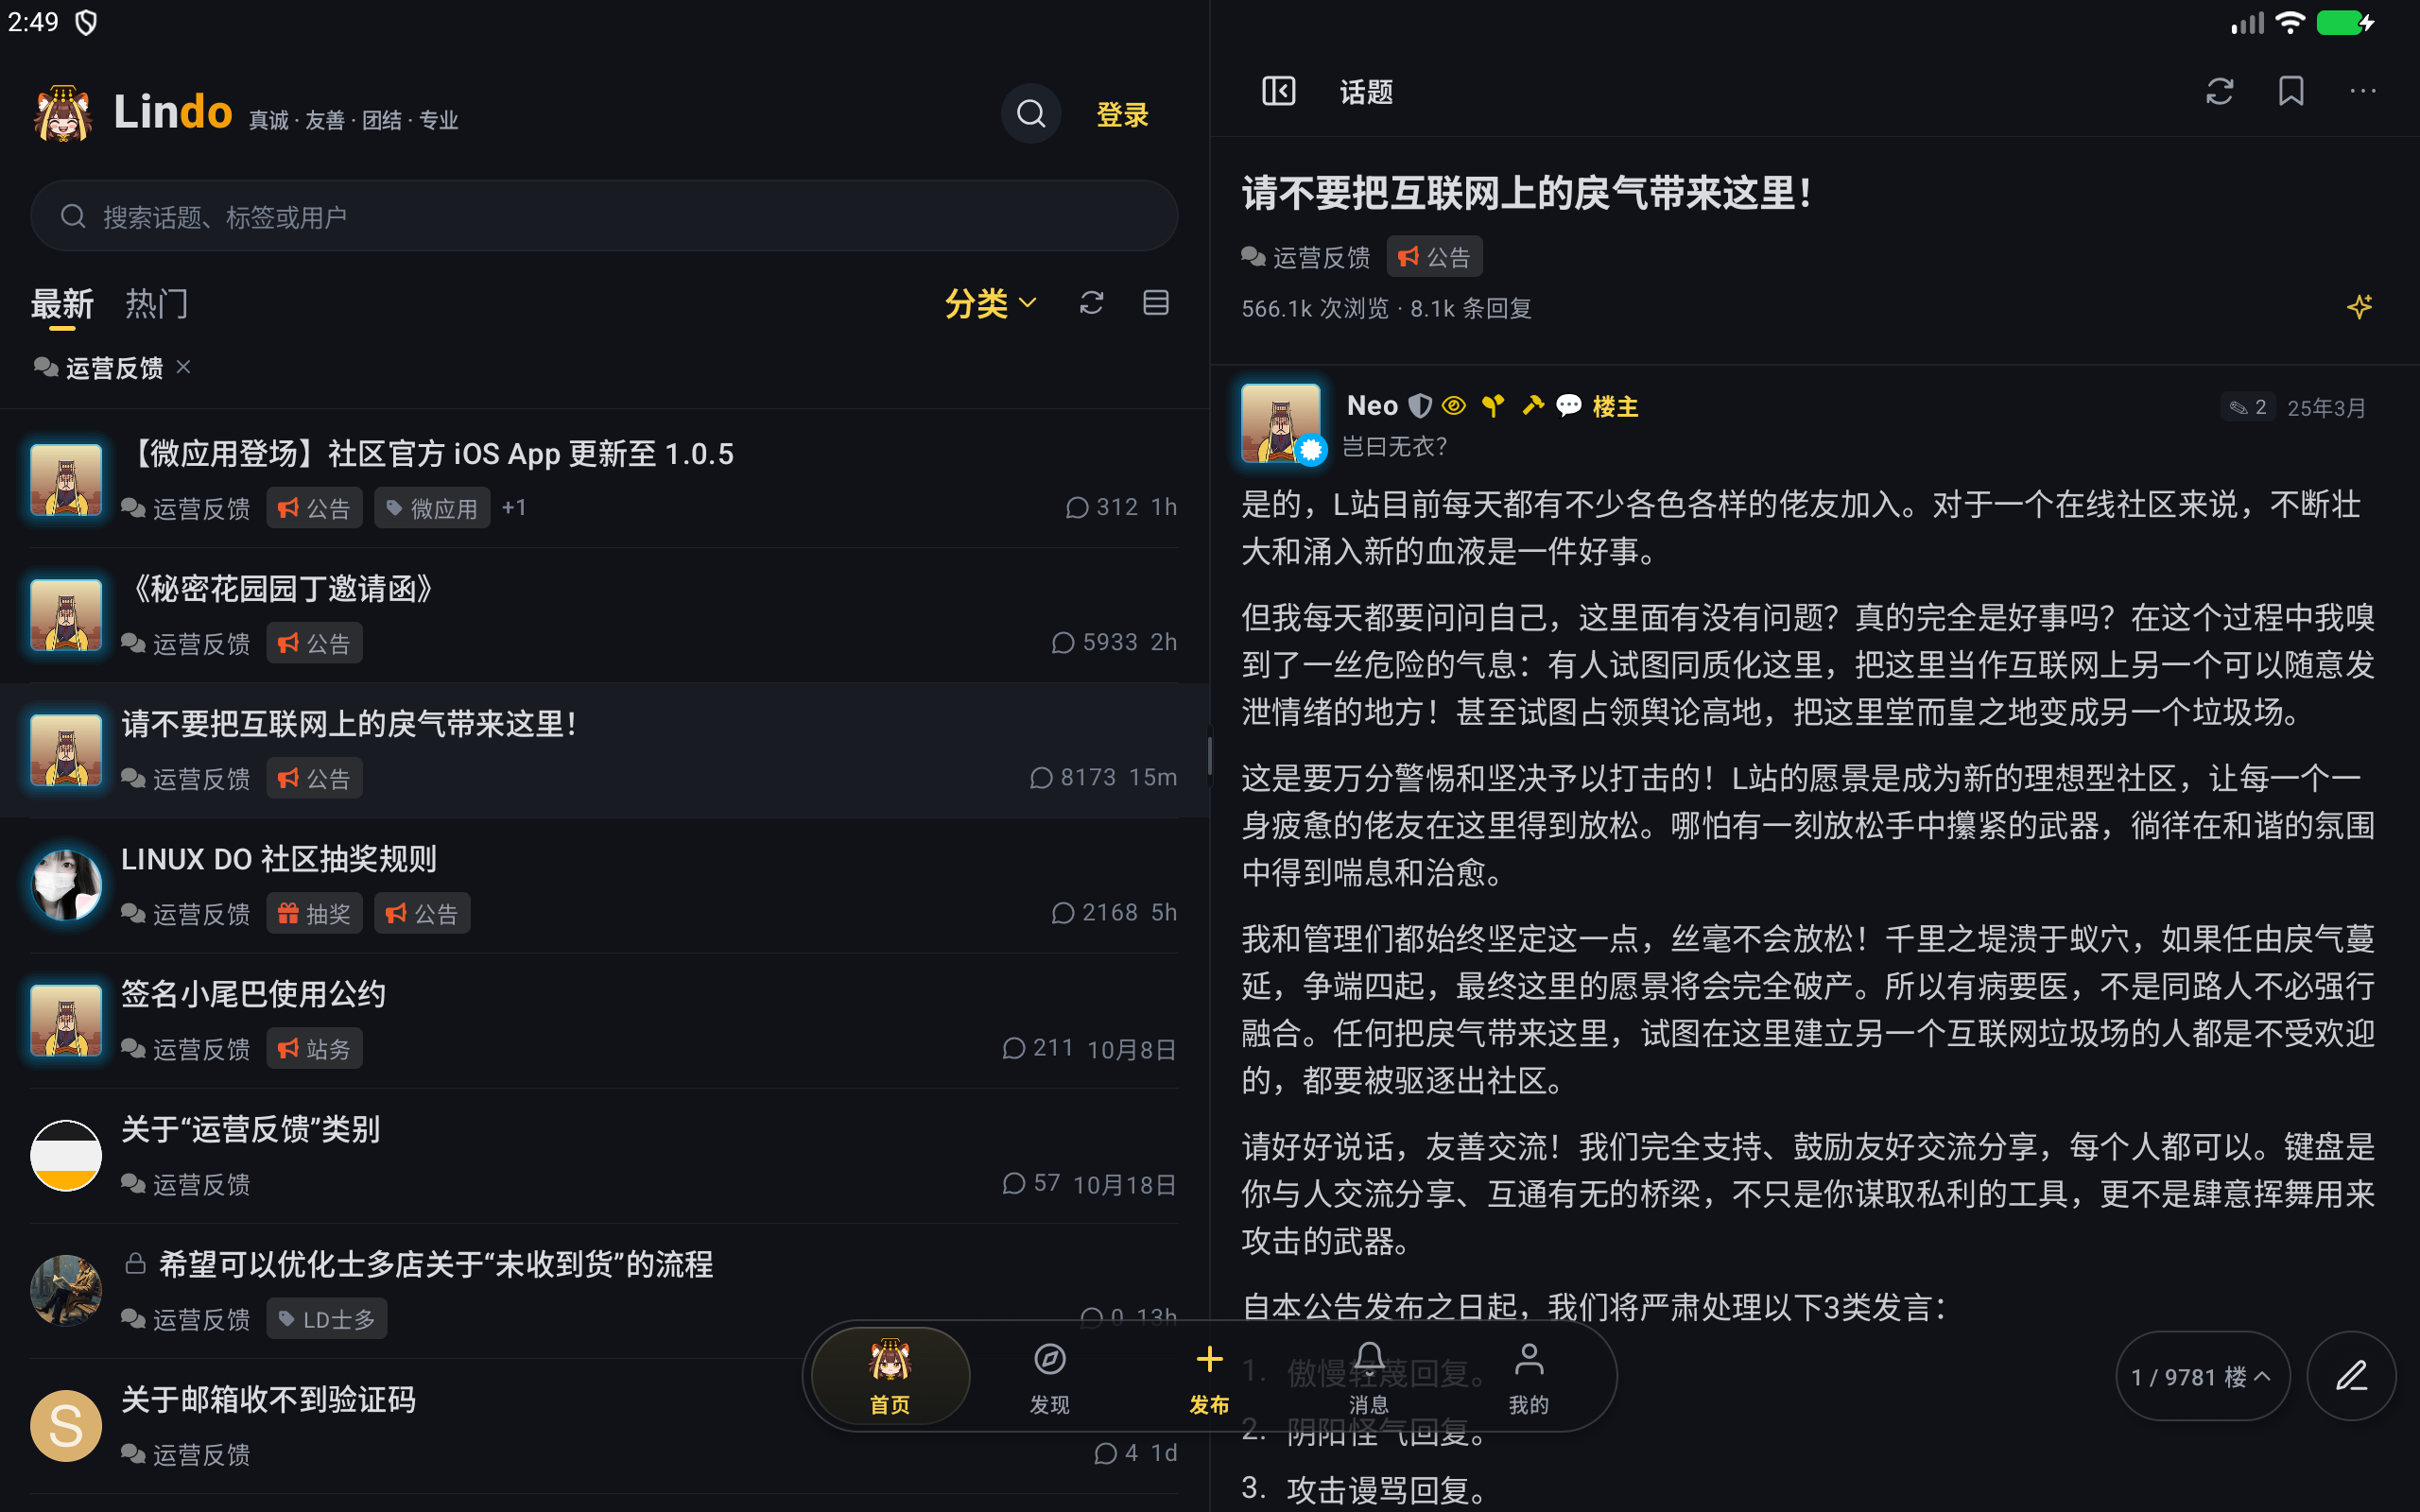 2:49
Lindo 真诚 · 友善 · 团结 · 专业
登录
搜索话题、标签或用户
最新 热门
分类
运营反馈
【微应用登场】社区官方 iOS App 更新至 1.0.5
运营反馈 公告 微应用 +1
312 1h
《秘密花园园丁邀请函》
运营反馈 公告
5933 2h
请不要把互联网上的戾气带来这里！
运营反馈 公告
8173 15m
LINUX DO 社区抽奖规则
运营反馈 抽奖 公告
2168 5h
签名小尾巴使用公约
运营反馈 站务
211 10月8日
关于“运营反馈”类别
运营反馈
57 10月18日
希望可以优化士多店关于“未收到货”的流程
运营反馈 LD士多
0 13h
S
关于邮箱收不到验证码
运营反馈
4 1d
话题
请不要把互联网上的戾气带来这里！
运营反馈 公告
566.1k 次浏览 · 8.1k 条回复
Neo 楼主
2 25年3月
岂曰无衣？
是的，L站目前每天都有不少各色各样的佬友加入。对于一个在线社区来说，不断壮
大和涌入新的血液是一件好事。
但我每天都要问问自己，这里面有没有问题？真的完全是好事吗？在这个过程中我嗅
到了一丝危险的气息：有人试图同质化这里，把这里当作互联网上另一个可以随意发
泄情绪的地方！甚至试图占领舆论高地，把这里堂而皇之地变成另一个垃圾场。
这是要万分警惕和坚决予以打击的！L站的愿景是成为新的理想型社区，让每一个一
身疲惫的佬友在这里得到放松。哪怕有一刻放松手中攥紧的武器，徜徉在和谐的氛围
中得到喘息和治愈。
我和管理们都始终坚定这一点，丝毫不会放松！千里之堤溃于蚁穴，如果任由戾气蔓
延，争端四起，最终这里的愿景将会完全破产。所以有病要医，不是同路人不必强行
融合。任何把戾气带来这里，试图在这里建立另一个互联网垃圾场的人都是不受欢迎
的，都要被驱逐出社区。
请好好说话，友善交流！我们完全支持、鼓励友好交流分享，每个人都可以。键盘是
你与人交流分享、互通有无的桥梁，不只是你谋取私利的工具，更不是肆意挥舞用来
攻击的武器。
自本公告发布之日起，我们将严肃处理以下3类发言：
1. 傲慢轻蔑回复。
2. 阴阳怪气回复。
3. 攻击谩骂回复。
首页 发现 发布 消息 我的
1 / 9781 楼